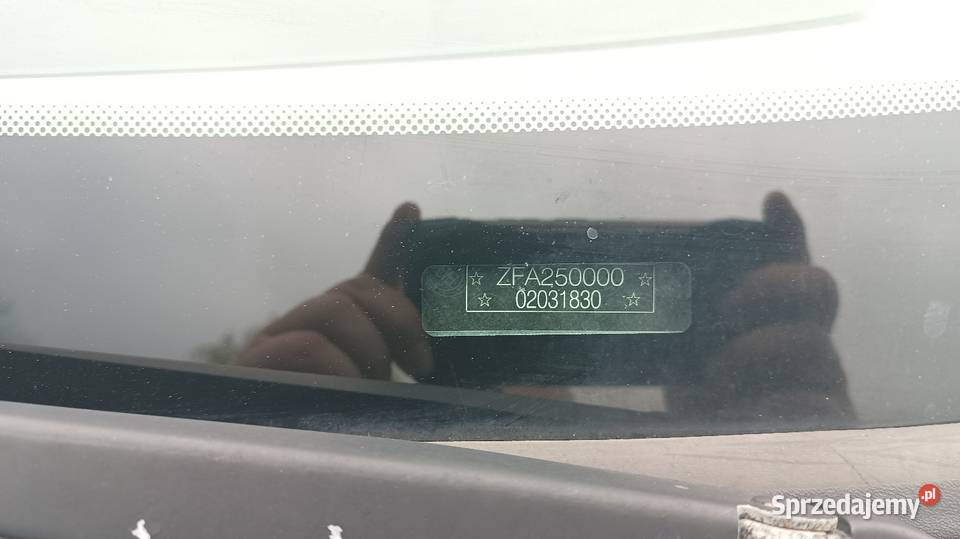 ☆ ZFA250000 ☆
☆ 02031830 ☆
Sprzedajemy.pl